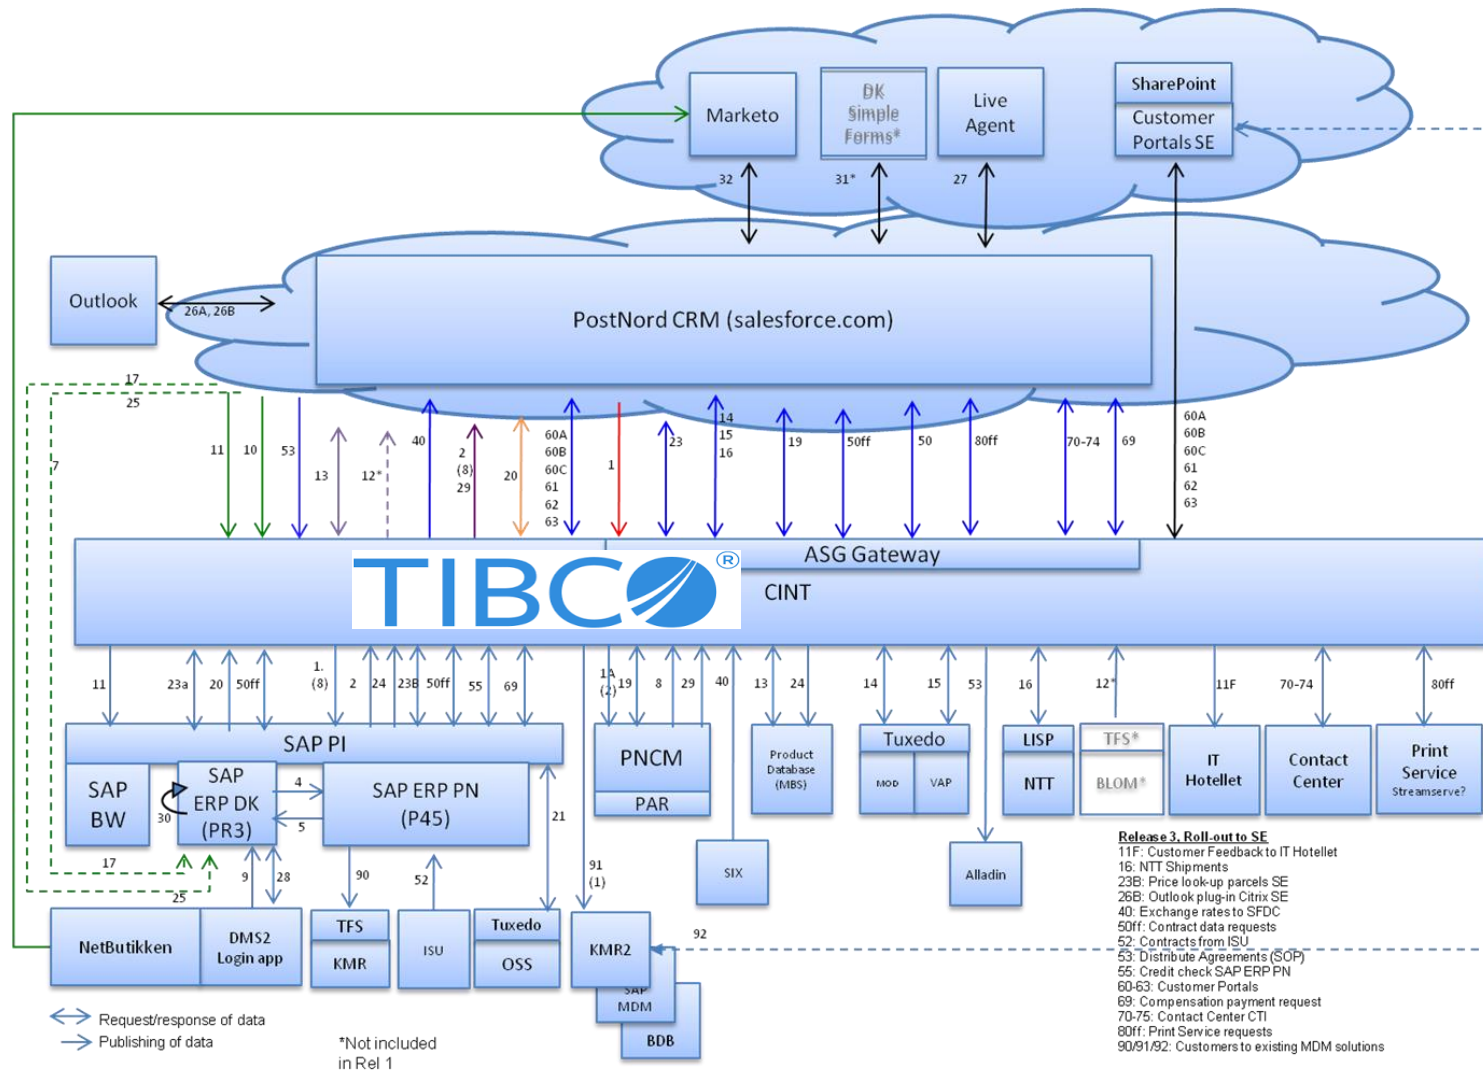 SharePoint
Marketo
DK
Simple
Forms*
Live
Agent
Customer
Portals SE
32
31*
27
Outlook
26A, 26B
PostNord CRM (salesforce.com)
17
25
7
11
10
53
13
12*
40
2
(8)
29
20
60A
60B
60C
61
62
63
1
23
14
15
16
19
50ff
50
80ff
70-74
69
60A
60B
60C
61
62
63
ASG Gateway
TIBCO®
CINT
11
23a
20
50ff
1.
(8)
2
24
23B
50ff
55
69
1A
(2)
19
8
29
40
13
24
14
15
53
16
12*
11F
70-74
80ff
SAP PI
SAP
BW
SAP
ERP DK
(PR3)
30
4
5
SAP ERP PN
(P45)
21
PNCM
PAR
Product
Database
(MBS)
Tuxedo
MOD
VAP
LISP
NTT
TFS*
BLOM*
IT
Hotellet
Contact
Center
Print
Service
Streamserve?
17
25
9
28
90
52
91
(1)
SIX
Alladin
NetButikken
DMS2
Login app
TFS
KMR
ISU
Tuxedo
OSS
KMR2
SAP
MDM
BDB
92
Release 3, Roll-out to SE
11F: Customer Feedback to IT Hotellet
16: NTT Shipments
23B: Price look-up parcels SE
26B: Outlook plug-in Citrix SE
40: Exchange rates to SFDC
50ff: Contract data requests
52: Contracts from ISU
53: Distribute Agreements (SOP)
55: Credit check SAP ERP PN
60-63: Customer Portals
69: Compensation payment request
70-75: Contact Center CTI
80ff: Print Service requests
90/91/92: Customers to existing MDM solutions
Request/response of data
Publishing of data
*Not included
in Rel 1